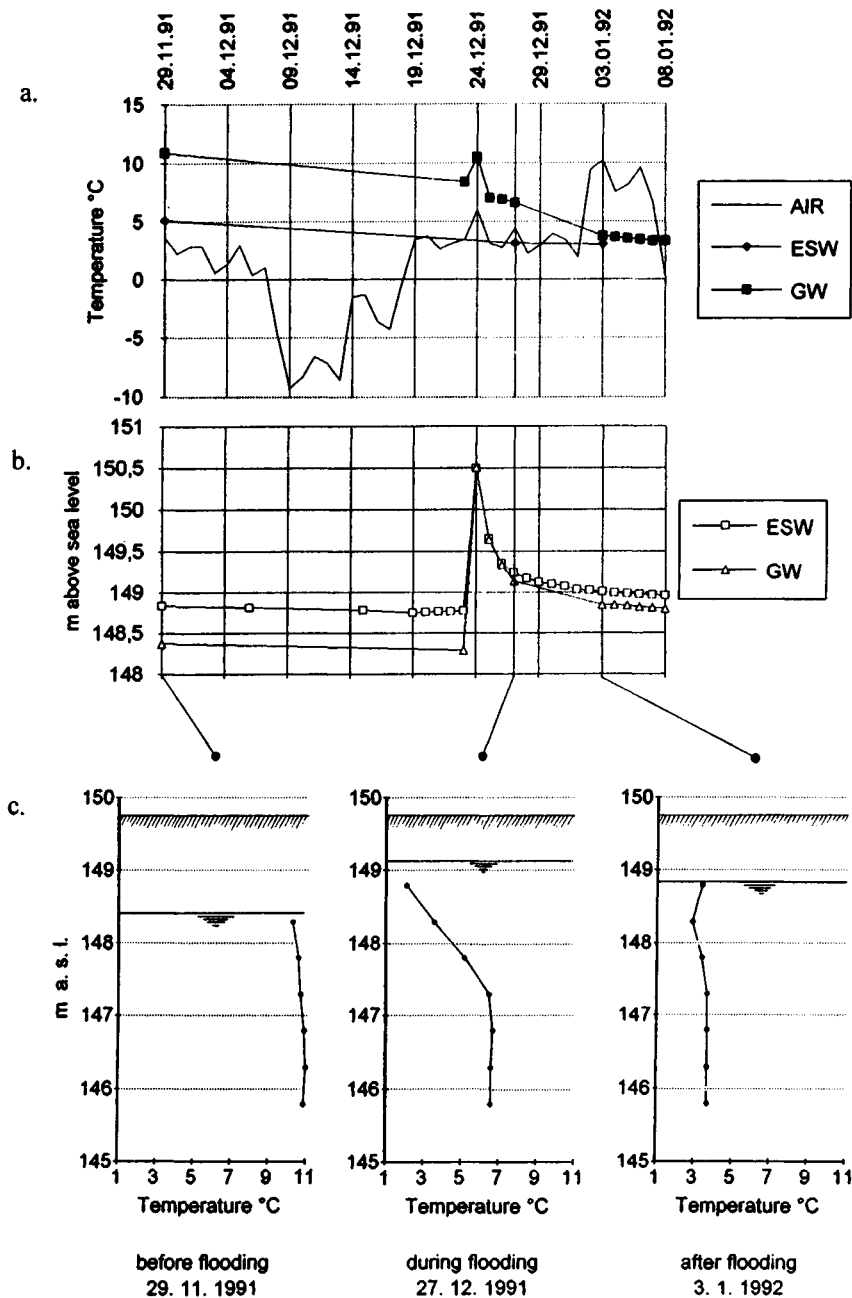 29.11.91 04.12.91 09.12.91 14.12.91 19.12.91 24.12.91 29.12.91 03.01.92 08.01.92
a.
15
10
5
0
-5
-10
Temperature °C
AIR
ESW
GW
b.
151
150,5
150
149,5
149
148,5
148
m above sea level
ESW
GW
c.
150
149
148
147
146
145
m a. s. l.
1 3 5 7 9 11
Temperature °C
before flooding
29. 11. 1991
150
149
148
147
146
145
1 3 5 7 9 11
Temperature °C
during flooding
27. 12. 1991
150
149
148
147
146
145
1 3 5 7 9 11
Temperature °C
after flooding
3. 1. 1992